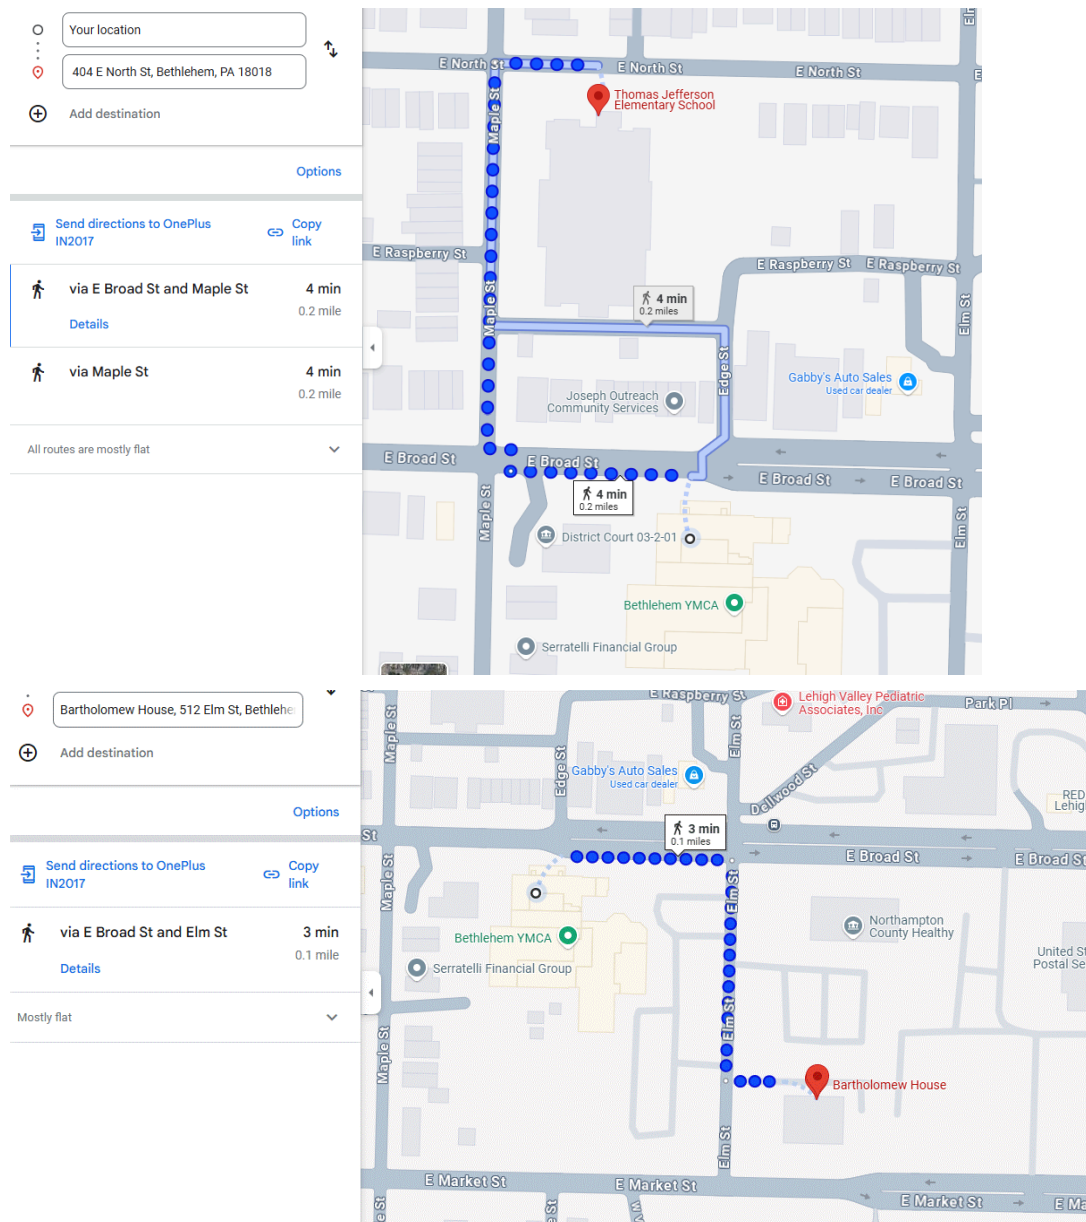 Your location
404 E North St, Bethlehem, PA 18018
Add destination
Options
Send directions to OnePlus
IN2017
Copy
link
via E Broad St and Maple St
4 min
0.2 mile
Details
via Maple St
4 min
0.2 mile
All routes are mostly flat
E North St
E North St
E North St
Thomas Jefferson
Elementary School
Maple St
E Raspberry St
E Raspberry St
E Raspberry St
Maple St
4 min
0.2 miles
Edge St
Elm St
Gabby's Auto Sales
Used car dealer
Joseph Outreach
Community Services
E Broad St
E Broad St
E Broad St
E Broad St
4 min
0.2 miles
Maple St
Elm St
District Court 03-2-01
Bethlehem YMCA
Serratelli Financial Group
Bartholomew House, 512 Elm St, Bethlehe
Add destination
Options
Send directions to OnePlus
IN2017
Copy
link
via E Broad St and Elm St
3 min
0.1 mile
Details
Mostly flat
E Raspberry St
Lehigh Valley Pediatric
Associates, Inc
Park Pl
Maple St
Elm St
Edge St
Gabby's Auto Sales
Used car dealer
Dellwood St
RED
Lehig
St
3 min
0.1 miles
E Broad St
E Broad St
Maple St
Elm St
Northampton
County Healthy
Bethlehem YMCA
Serratelli Financial Group
United St
Postal Se
Elm St
Maple St
Bartholomew House
Elm St
E Market St
E Market St
E Market St
E Ma